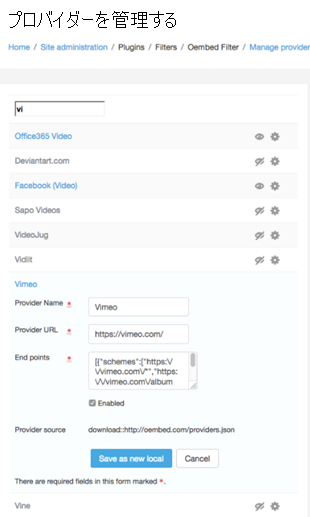 プロバイダーを管理する
Home / Site administration / Plugins / Filters / Oembed Filter / Manage provider
vi
Office365 Video
Deviantart.com
Facebook (Video)
Sapo Videos
VideoJug
Vidlit
Vimeo
Provider Name * Vimeo
Provider URL * https://vimeo.com/
End points * [{"schemes":["https:\/
\/vimeo.com\/*","https:
\/\/vimeo.com\/album
Enabled
Provider source download::http://oembed.com/providers.json
Save as new local Cancel
There are required fields in this form marked *.
Vine